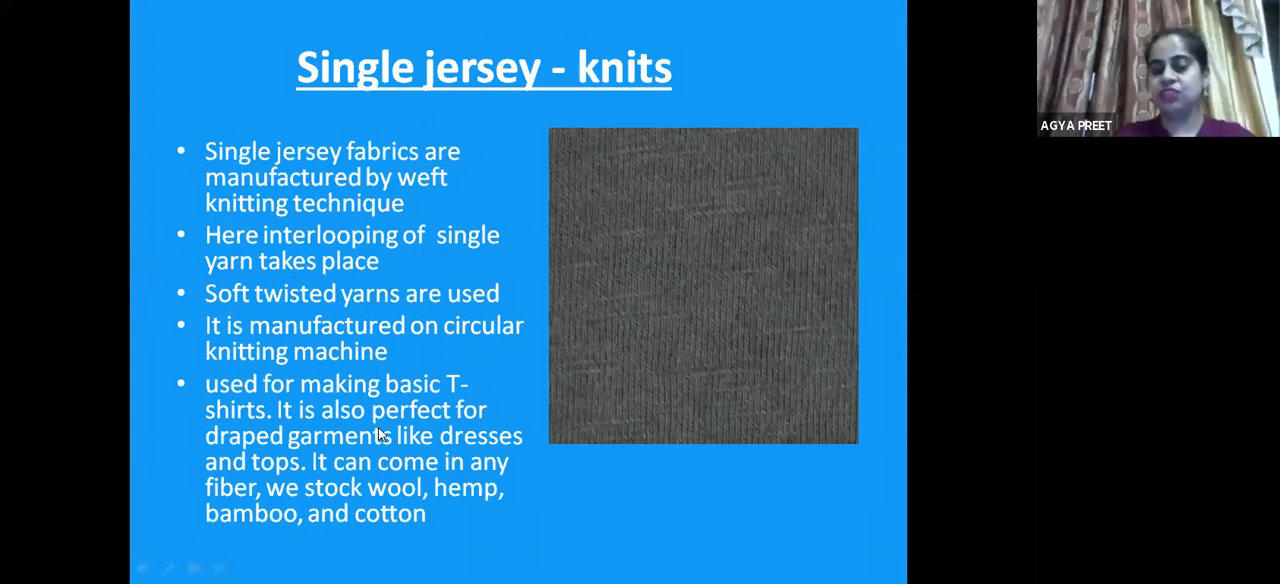 Single jersey - knits
• Single jersey fabrics are
manufactured by weft
knitting technique
• Here interlooping of single
yarn takes place
• Soft twisted yarns are used
• It is manufactured on circular
knitting machine
• used for making basic T-
shirts. It is also perfect for
draped garments like dresses
and tops. It can come in any
fiber, we stock wool, hemp,
bamboo, and cotton
AGYA PREET